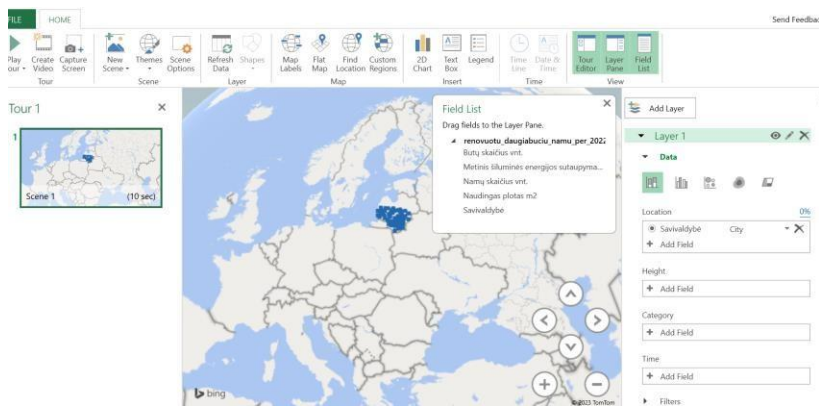 FILE HOME Send Feedback
Play Tour
Create Video
Capture Screen
New Scene
Themes
Scene Options
Refresh Data
Shapes
Map Labels
Flat Map
Find Location
Custom Regions
2D Chart
Text Box
Legend
Time Line
Date & Time
Tour Editor
Layer Pane
Field List
Tour Scene Layer Map Insert Time View
Tour 1
1
Scene 1 (10 sec)
Field List
Drag fields to the Layer Pane.
renovuotu_daugiabuciu_namu_per_202
Butų skaičius vnt.
Metinis šiluminės energijos sutaupyma...
Namų skaičius vnt.
Naudingas plotas m2
Savivaldybė
bing
© 2023 TomTom
Add Layer
Layer 1
Data
Location 0%
Savivaldybė City
+ Add Field
Height
+ Add Field
Category
+ Add Field
Time
+ Add Field
Filters